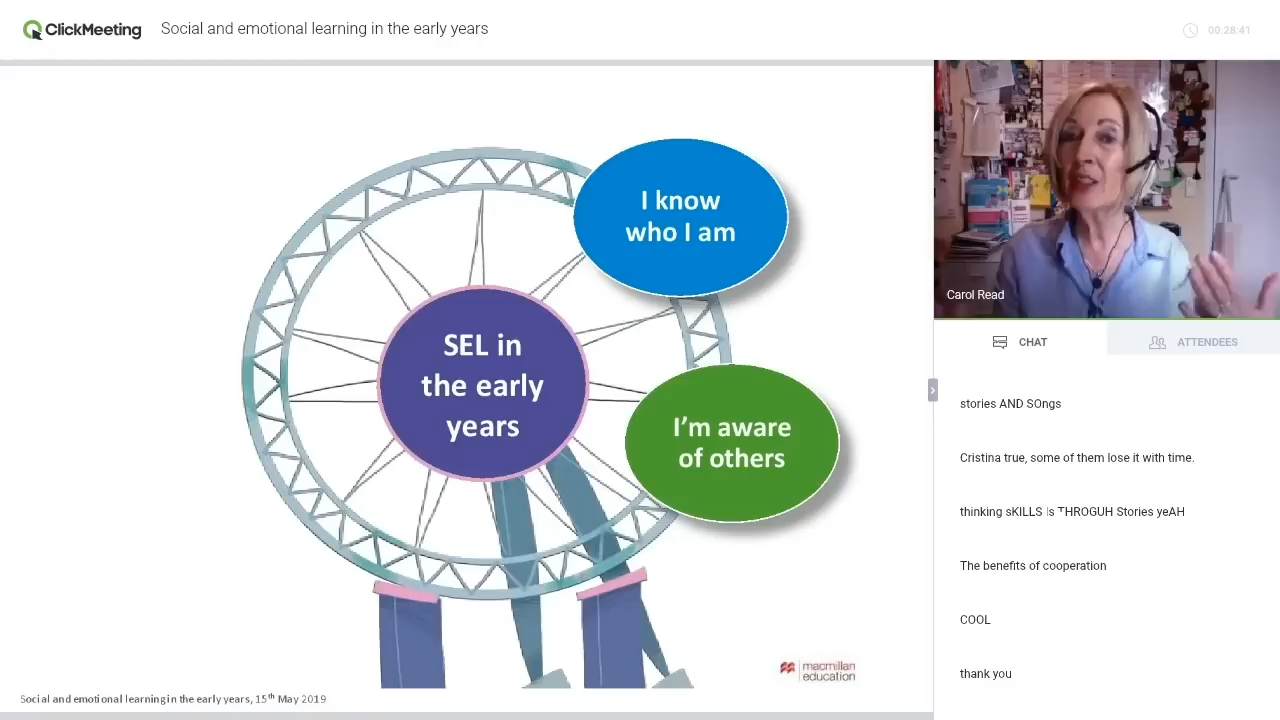 ClickMeeting
Social and emotional learning in the early years
00:28:41
I know
who I am
SEL in
the early
years
I'm aware
of others
macmillan
education
Social and emotional learning in the early years, 15th May 2019
Carol Read
CHAT
ATTENDEES
stories AND SOngs
Cristina true, some of them lose it with time.
thinking sKILLS Is THROGUH Stories yeAH
The benefits of cooperation
COOL
thank you